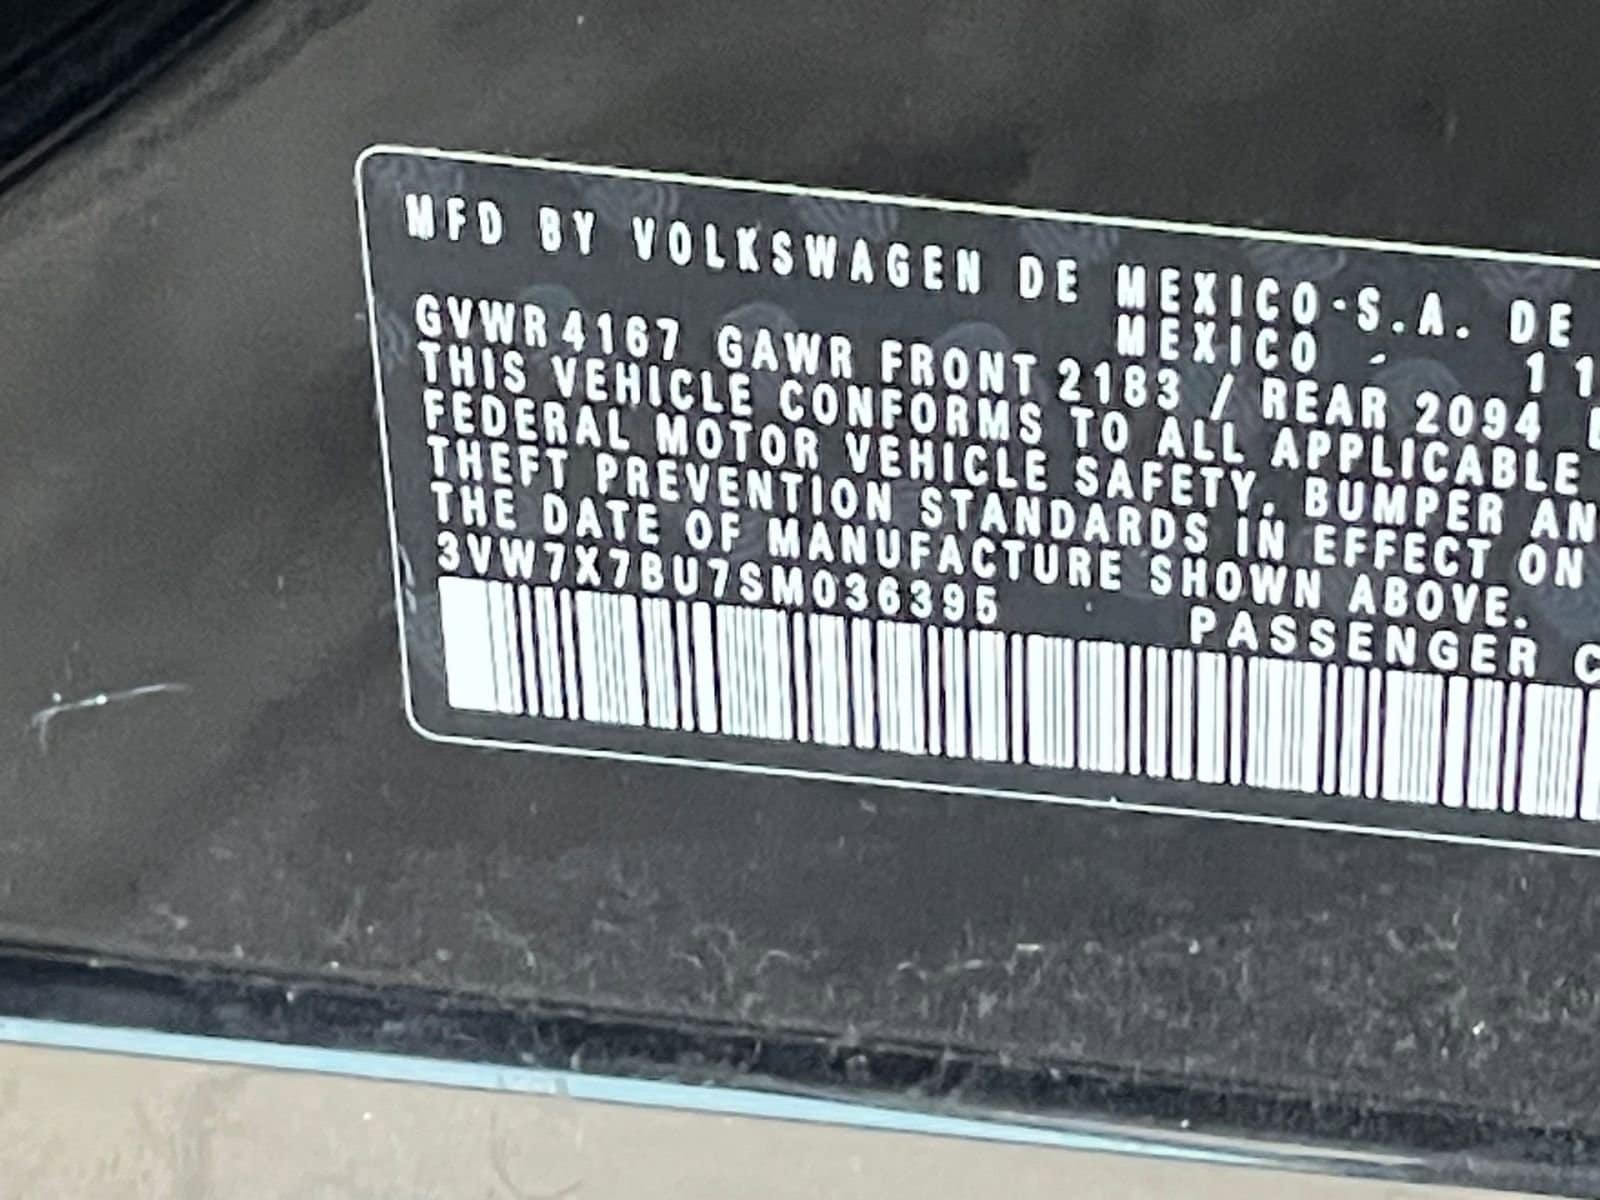 MFD BY VOLKSWAGEN DE MEXICO-S.A. DE
MEXICO - 11
GVWR 4167 GAWR FRONT 2183 / REAR 2094
THIS VEHICLE CONFORMS TO ALL APPLICABLE
FEDERAL MOTOR VEHICLE SAFETY, BUMPER AN
THEFT PREVENTION STANDARDS IN EFFECT ON
THE DATE OF MANUFACTURE SHOWN ABOVE.
3VW7X7BU7SM036395 PASSENGER C